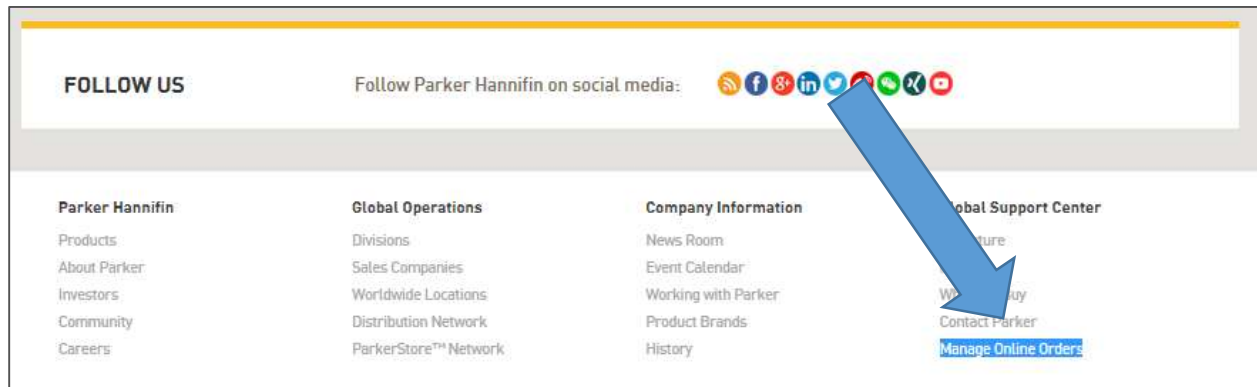 FOLLOW US
Follow Parker Hannifin on social media:
Parker Hannifin
Products
About Parker
Investors
Community
Careers
Global Operations
Divisions
Sales Companies
Worldwide Locations
Distribution Network
ParkerStore™ Network
Company Information
News Room
Event Calendar
Working with Parker
Product Brands
History
Support Center
Contact Parker
Manage Online Orders